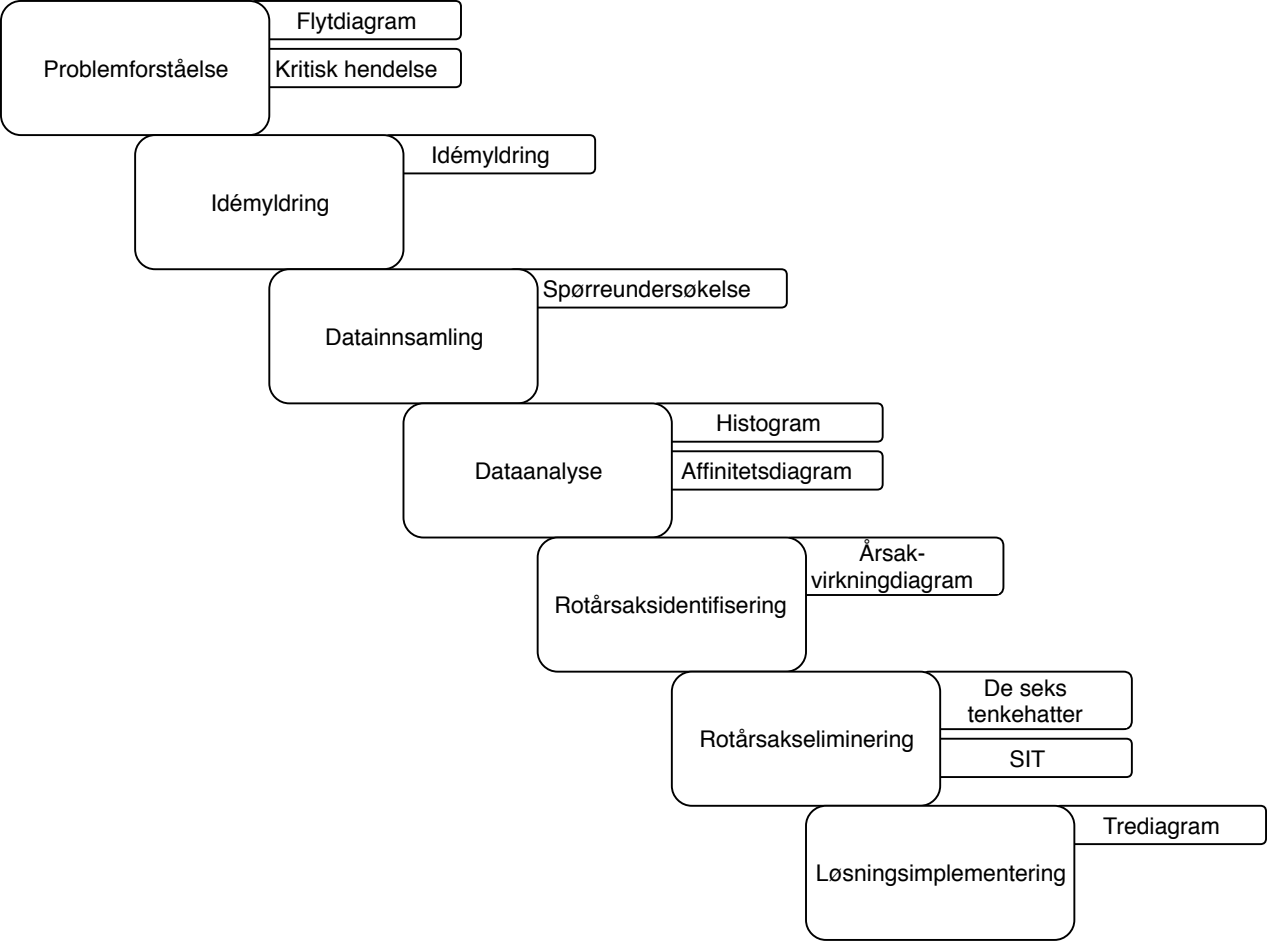 Flytdiagram
Problemforståelse
Kritisk hendelse
Idémyldring
Idémyldring
Spørreundersøkelse
Datainnsamling
Histogram
Dataanalyse
Affinitetsdiagram
Årsak-
virkningdiagram
Rotårsaksidentifisering
De seks
tenkehatter
Rotårsakseliminering
SIT
Trediagram
Løsningsimplementering